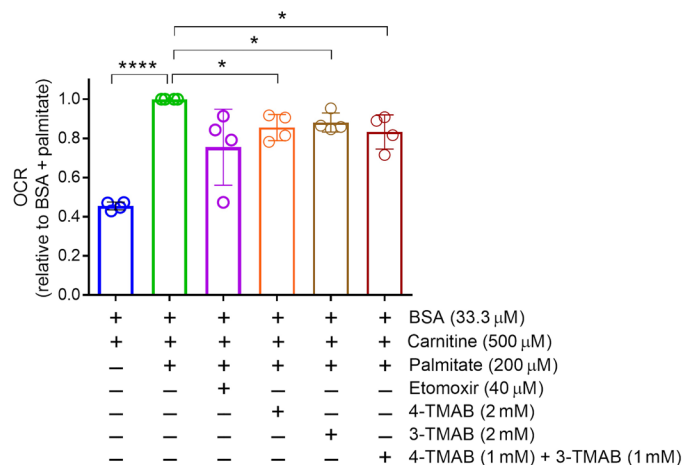 *
*
**** *
OCR
(relative to BSA + palmitate)
1.0
0.8
0.6
0.4
0.2
0.0
+ + + + + + BSA (33.3 μM)
+ + + + + + Carnitine (500 μM)
– + + + + + Palmitate (200 μM)
– – + – – – Etomoxir (40 μM)
– – – + – – 4-TMAB (2 mM)
– – – – + – 3-TMAB (2 mM)
– – – – – + 4-TMAB (1 mM) + 3-TMAB (1 mM)